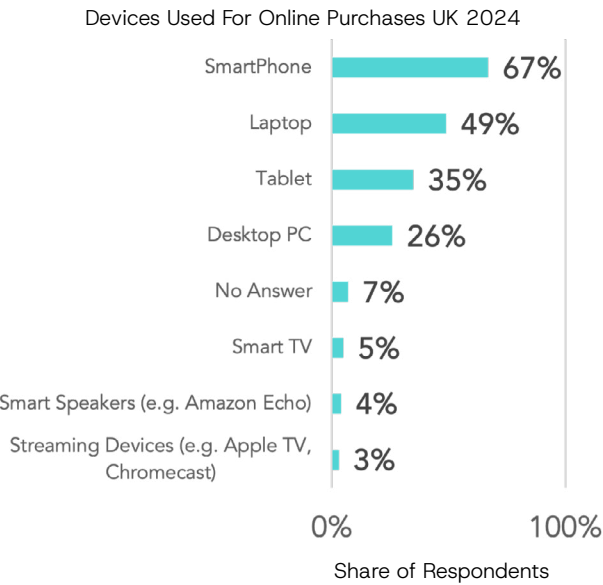 Devices Used For Online Purchases UK 2024
SmartPhone 67%
Laptop 49%
Tablet 35%
Desktop PC 26%
No Answer 7%
Smart TV 5%
Smart Speakers (e.g. Amazon Echo) 4%
Streaming Devices (e.g. Apple TV,
Chromecast) 3%
0% 100%
Share of Respondents